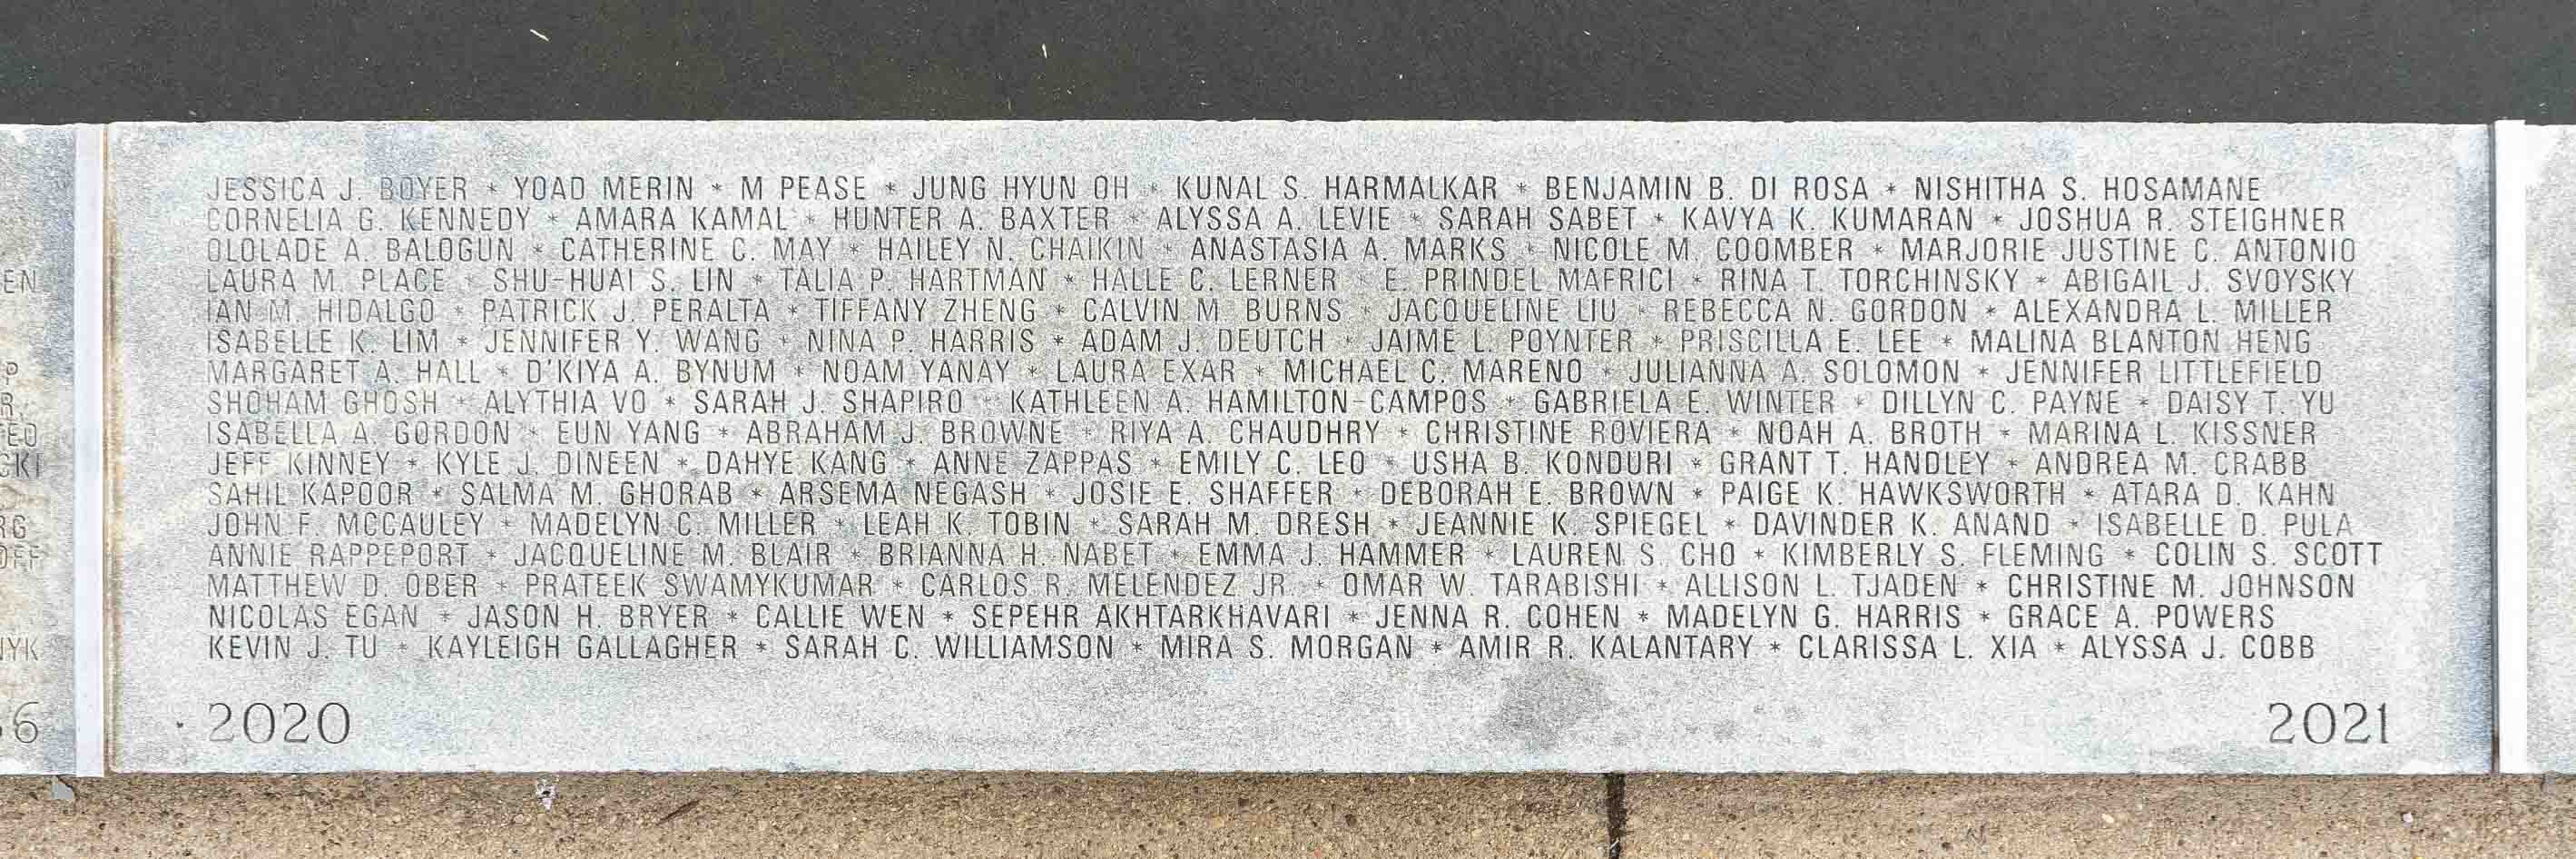 JESSICA J. BOYER * YOAD MERIN * M PEASE * JUNG HYUN OH * KUNAL S. HARMALKAR * BENJAMIN B. DI ROSA * NISHITHA S. HOSAMANE
CORNELIA G. KENNEDY * AMARA KAMAL * HUNTER A. BAXTER * ALYSSA A. LEVIE * SARAH SABET * KAVYA K. KUMARAN * JOSHUA R. STEIGHNER
OLOLADE A. BALOGUN * CATHERINE C. MAY * HAILEY N. CHAIKIN * ANASTASIA A. MARKS * NICOLE M. COOMBER * MARJORIE JUSTINE C. ANTONIO
LAURA M. PLACE * SHU-HUAI S. LIN * TALIA P. HARTMAN * HALLE C. LERNER * E. PRINDEL MAFRICI * RINA T. TORCHINSKY * ABIGAIL J. SVOYSKY
IAN M. HIDALGO * PATRICK J. PERALTA * TIFFANY ZHENG * CALVIN M. BURNS * JACQUELINE LIU * REBECCA N. GORDON * ALEXANDRA L. MILLER
ISABELLE K. LIM * JENNIFER Y. WANG * NINA P. HARRIS * ADAM J. DEUTCH * JAIME L. POYNTER * PRISCILLA E. LEE * MALINA BLANTON HENG
MARGARET A. HALL * D'KIYA A. BYNUM * NOAM YANAY * LAURA EXAR * MICHAEL C. MARENO * JULIANNA A. SOLOMON * JENNIFER LITTLEFIELD
SHOHAM GHOSH * ALYTHIA VO * SARAH J. SHAPIRO * KATHLEEN A. HAMILTON-CAMPOS * GABRIELA E. WINTER * DILLYN C. PAYNE * DAISY T. YU
ISABELLA A. GORDON * EUN YANG * ABRAHAM J. BROWNE * RIYA A. CHAUDHRY * CHRISTINE ROVIERA * NOAH A. BROTH * MARINA L. KISSNER
JEFF KINNEY * KYLE J. DINEEN * DAHYE KANG * ANNE ZAPPAS * EMILY C. LEO * USHA B. KONDURI * GRANT T. HANDLEY * ANDREA M. CRABB
SAHIL KAPOOR * SALMA M. GHORAB * ARSEMA NEGASH * JOSIE E. SHAFFER * DEBORAH E. BROWN * PAIGE K. HAWKSWORTH * ATARA D. KAHN
JOHN F. MCCAULEY * MADELYN C. MILLER * LEAH K. TOBIN * SARAH M. DRESH * JEANNIE K. SPIEGEL * DAVINDER K. ANAND * ISABELLE D. PULA
ANNIE RAPPEPORT * JACQUELINE M. BLAIR * BRIANNA H. NABET * EMMA J. HAMMER * LAUREN S. CHO * KIMBERLY S. FLEMING * COLIN S. SCOTT
MATTHEW D. OBER * PRATEEK SWAMYKUMAR * CARLOS R. MELENDEZ JR. * OMAR W. TARABISHI * ALLISON L. TJADEN * CHRISTINE M. JOHNSON
NICOLAS EGAN * JASON H. BRYER * CALLIE WEN * SEPEHR AKHTARKHAVARI * JENNA R. COHEN * MADELYN G. HARRIS * GRACE A. POWERS
KEVIN J. TU * KAYLEIGH GALLAGHER * SARAH C. WILLIAMSON * MIRA S. MORGAN * AMIR R. KALANTARY * CLARISSA L. XIA * ALYSSA J. COBB
2020 2021